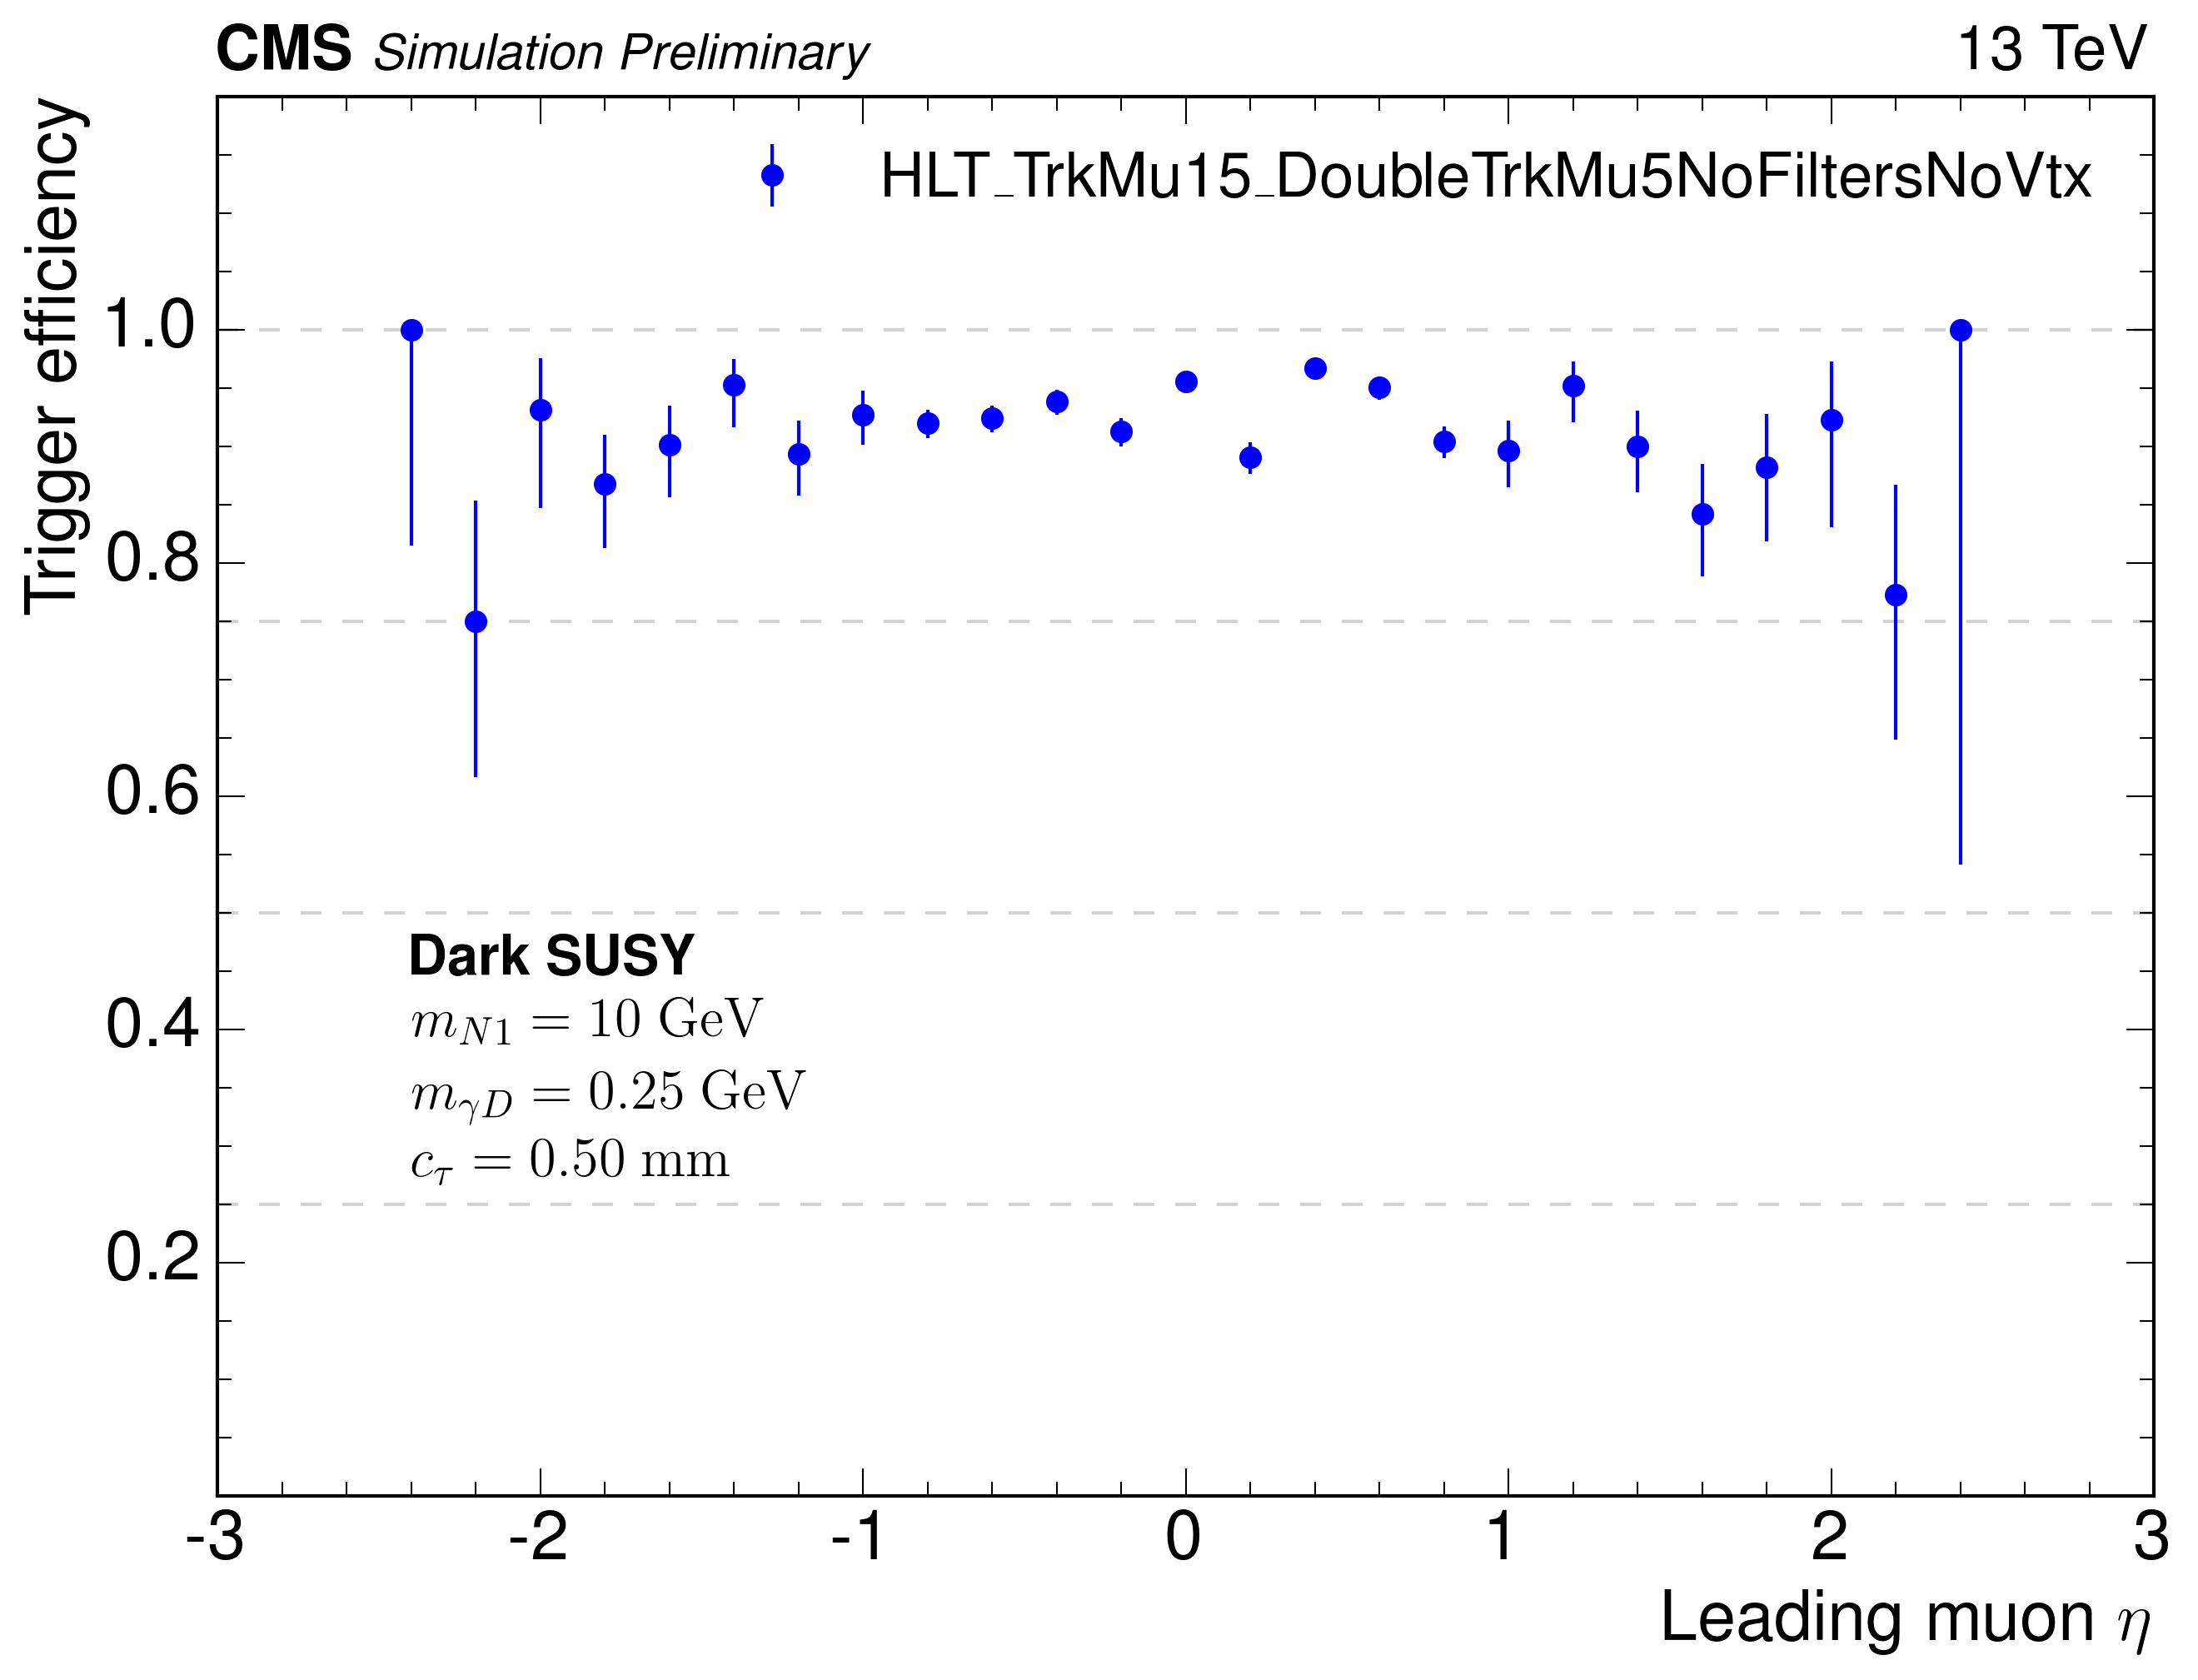 CMS Simulation Preliminary 13 TeV
HLT_TrkMu15_DoubleTrkMu5NoFiltersNoVtx
Trigger efficiency
1.0
0.8
0.6
0.4
0.2
Dark SUSY
m_{N1} = 10 GeV
m_{γD} = 0.25 GeV
c_τ = 0.50 mm
-3 -2 -1 0 1 2 3
Leading muon η